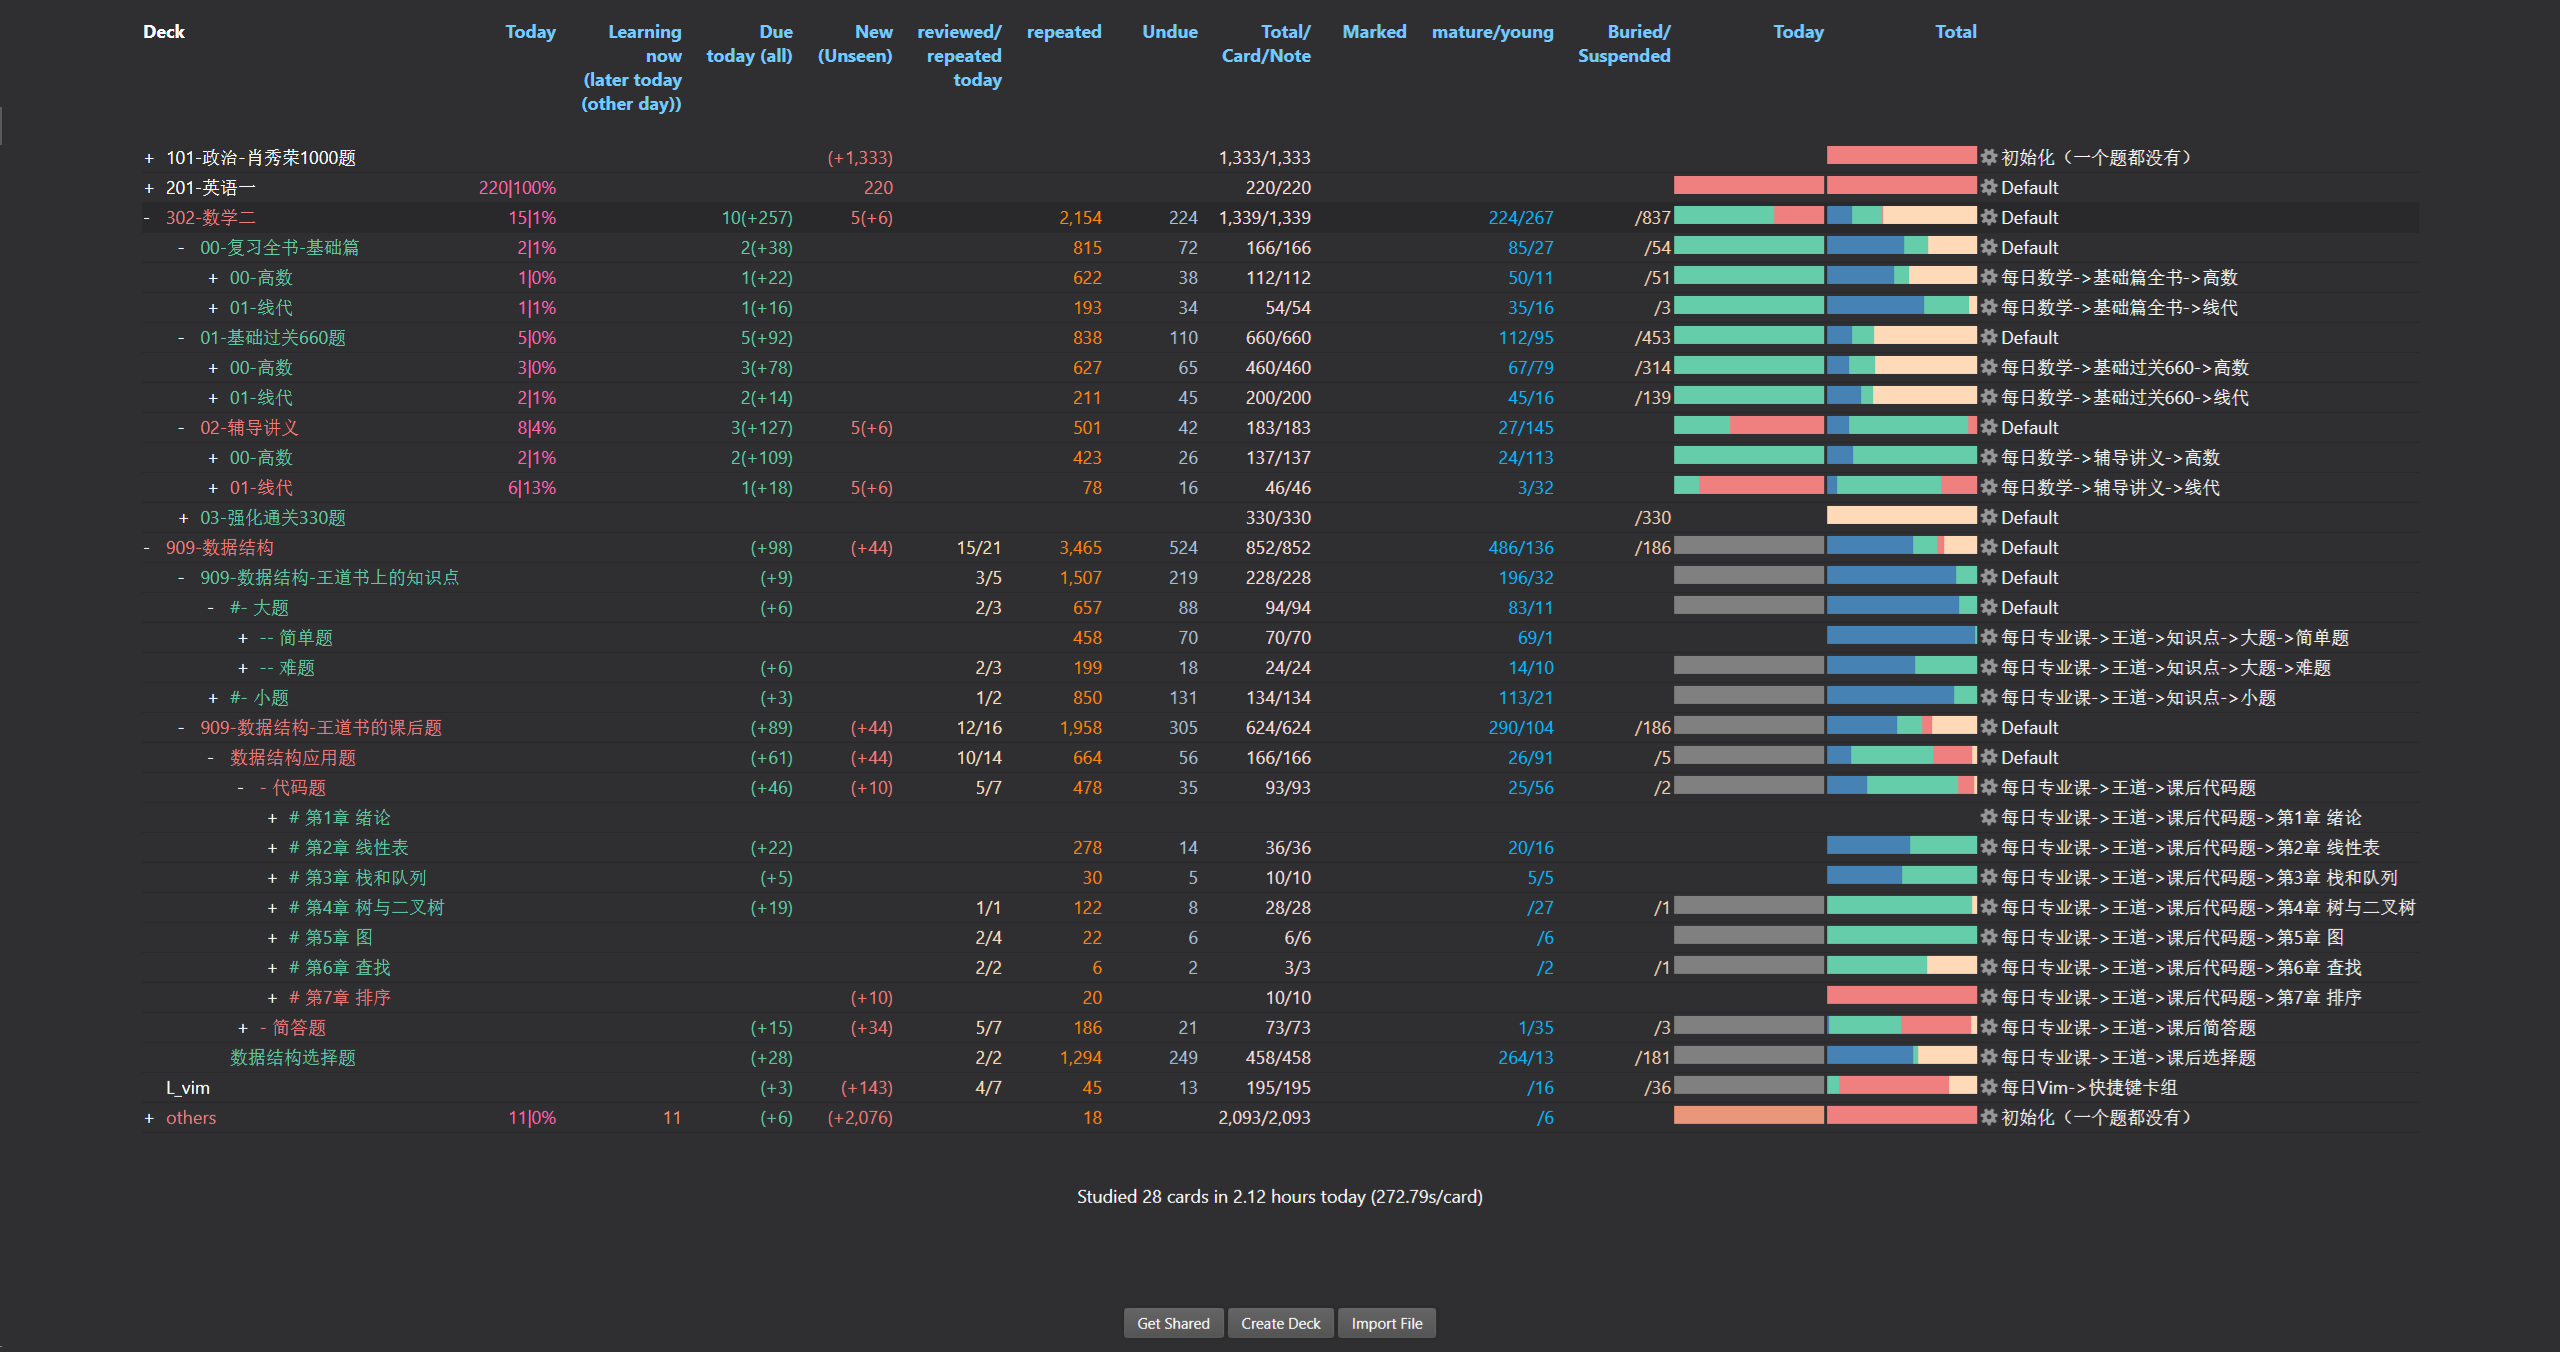 Deck Today Learning now (later today (other day)) Due today (all) New (Unseen) reviewed/ repeated today repeated Undue Total/ Card/Note Marked mature/young Buried/ Suspended Today Total
+ 101-政治-肖秀荣1000题 (+1,333) 1,333/1,333 初始化（一个题都没有）
+ 201-英语一 220|100% 220 220/220 Default
- 302-数学二 15|1% 10(+257) 5(+6) 2,154 224 1,339/1,339 224/267 /837 Default
- 00-复习全书-基础篇 2|1% 2(+38) 815 72 166/166 85/27 /54 Default
+ 00-高数 1|0% 1(+22) 622 38 112/112 50/11 /51 每日数学->基础篇全书->高数
+ 01-线代 1|1% 1(+16) 193 34 54/54 35/16 /3 每日数学->基础篇全书->线代
- 01-基础过关660题 5|0% 5(+92) 838 110 660/660 112/95 /453 Default
+ 00-高数 3|0% 3(+78) 627 65 460/460 67/79 /314 每日数学->基础过关660->高数
+ 01-线代 2|1% 2(+14) 211 45 200/200 45/16 /139 每日数学->基础过关660->线代
- 02-辅导讲义 8|4% 3(+127) 5(+6) 501 42 183/183 27/145 Default
+ 00-高数 2|1% 2(+109) 423 26 137/137 24/113 每日数学->辅导讲义->高数
+ 01-线代 6|13% 1(+18) 5(+6) 78 16 46/46 3/32 每日数学->辅导讲义->线代
+ 03-强化通关330题 330/330 /330 Default
- 909-数据结构 (+98) (+44) 15/21 3,465 524 852/852 486/136 /186 Default
- 909-数据结构-王道书上的知识点 (+9) 3/5 1,507 219 228/228 196/32 Default
- #- 大题 (+6) 2/3 657 88 94/94 83/11 Default
+ -- 简单题 458 70 70/70 69/1 每日专业课->王道->知识点->大题->简单题
+ -- 难题 (+6) 2/3 199 18 24/24 14/10 每日专业课->王道->知识点->大题->难题
+ #- 小题 (+3) 1/2 850 131 134/134 113/21 每日专业课->王道->知识点->小题
- 909-数据结构-王道书的课后题 (+89) (+44) 12/16 1,958 305 624/624 290/104 /186 Default
- 数据结构应用题 (+61) (+44) 10/14 664 56 166/166 26/91 /5 Default
- - 代码题 (+46) (+10) 5/7 478 35 93/93 25/56 /2 每日专业课->王道->课后代码题
+ # 第1章 绪论 每日专业课->王道->课后代码题->第1章 绪论
+ # 第2章 线性表 (+22) 278 14 36/36 20/16 每日专业课->王道->课后代码题->第2章 线性表
+ # 第3章 栈和队列 (+5) 30 5 10/10 5/5 每日专业课->王道->课后代码题->第3章 栈和队列
+ # 第4章 树与二叉树 (+19) 1/1 122 8 28/28 /27 /1 每日专业课->王道->课后代码题->第4章 树与二叉树
+ # 第5章 图 2/4 22 6 6/6 /6 每日专业课->王道->课后代码题->第5章 图
+ # 第6章 查找 2/2 6 2 3/3 /2 /1 每日专业课->王道->课后代码题->第6章 查找
+ # 第7章 排序 (+10) 20 10/10 每日专业课->王道->课后代码题->第7章 排序
+ - 简答题 (+15) (+34) 5/7 186 21 73/73 1/35 /3 每日专业课->王道->课后简答题
数据结构选择题 (+28) 2/2 1,294 249 458/458 264/13 /181 每日专业课->王道->课后选择题
L_vim (+3) (+143) 4/7 45 13 195/195 /16 /36 每日Vim->快捷键卡组
+ others 11|0% 11 (+6) (+2,076) 18 2,093/2,093 /6 初始化（一个题都没有）
Studied 28 cards in 2.12 hours today (272.79s/card)
Get Shared Create Deck Import File